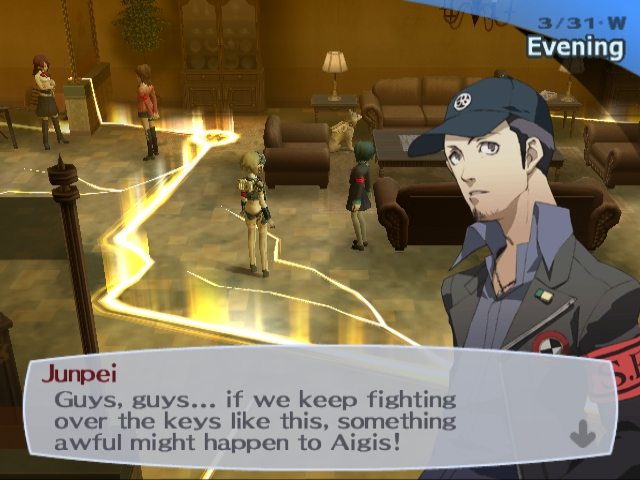 3/31・W
Evening
Junpei
Guys, guys... if we keep fighting
over the keys like this, something
awful might happen to Aigis!
S.